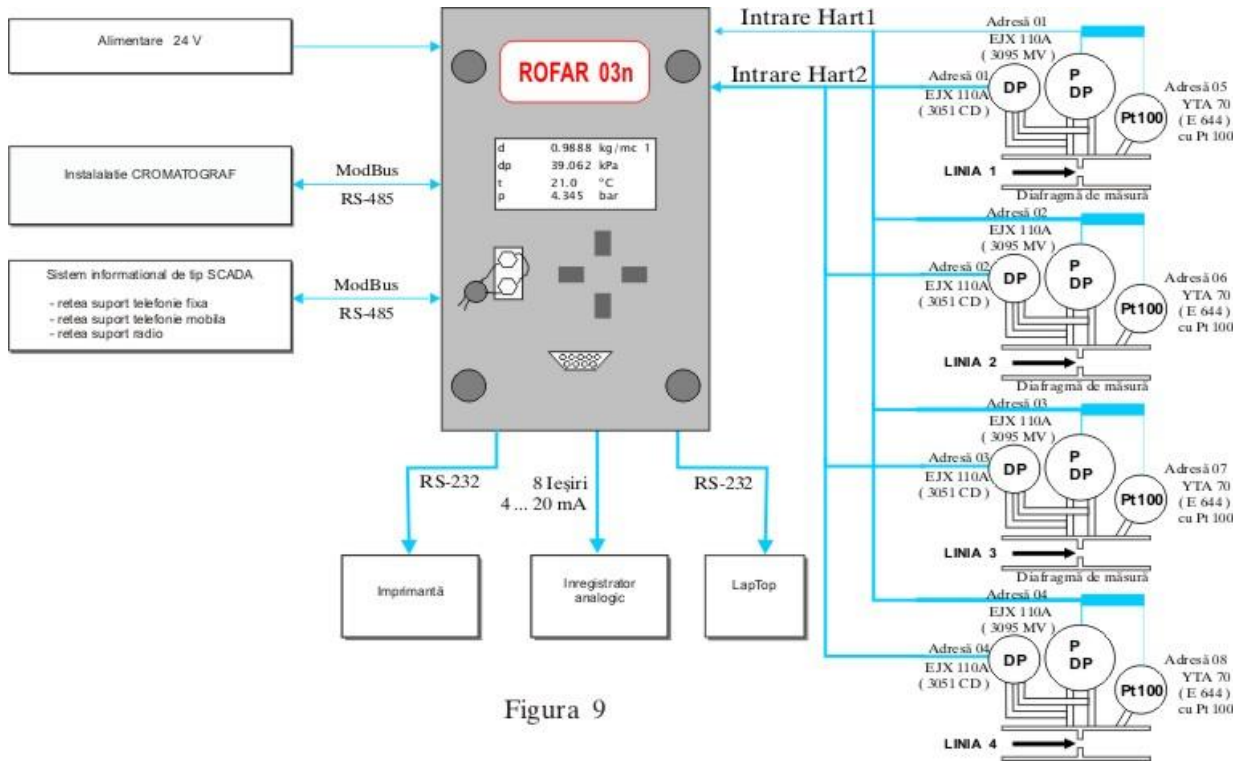 Alimentare 24 V
Instalalatie CROMATOGRAF
Sistem informational de tip SCADA
- retea suport telefonie fixa
- retea suport telefonie mobila
- retea suport radio
ModBus
RS-485
ModBus
RS-485
ROFAR 03n
d 0.9888 kg/mc 1
dp 39.062 kPa
t 21.0 °C
p 4.345 bar
RS-232
8 Ieşiri
4 ... 20 mA
RS-232
Imprimantă
Inregistrator
analogic
LapTop
Figura 9
Intrare Hart1
Intrare Hart2
Adresă 01
EJX 110A
( 3095 MV )
Adresă 01
EJX 110A
( 3051 CD )
DP
P
DP
Pt100
Adresă 05
YTA 70
( E 644 )
cu Pt 100
LINIA 1
Diafragmă de măsură
Adresă 02
EJX 110A
( 3095 MV )
Adresă 02
EJX 110A
( 3051 CD )
DP
P
DP
Pt100
Adresă 06
YTA 70
( E 644 )
cu Pt 100
LINIA 2
Diafragmă de măsură
Adresă 03
EJX 110A
( 3095 MV )
Adresă 03
EJX 110A
( 3051 CD )
DP
P
DP
Pt100
Adresă 07
YTA 70
( E 644 )
cu Pt 100
LINIA 3
Diafragmă de măsură
Adresă 04
EJX 110A
( 3095 MV )
Adresă 04
EJX 110A
( 3051 CD )
DP
P
DP
Pt100
Adresă 08
YTA 70
( E 644 )
cu Pt 100
LINIA 4